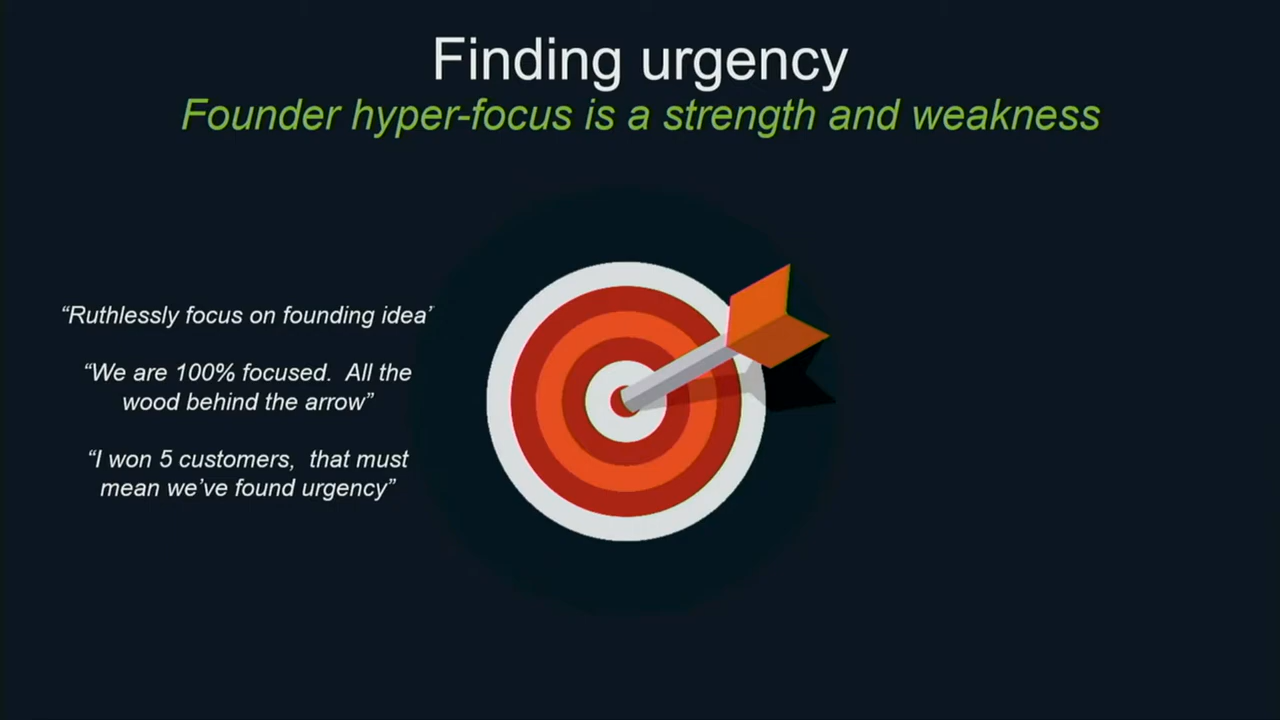 Finding urgency
Founder hyper-focus is a strength and weakness
“Ruthlessly focus on founding idea’
“We are 100% focused.  All the
wood behind the arrow”
“I won 5 customers,  that must
mean we’ve found urgency”